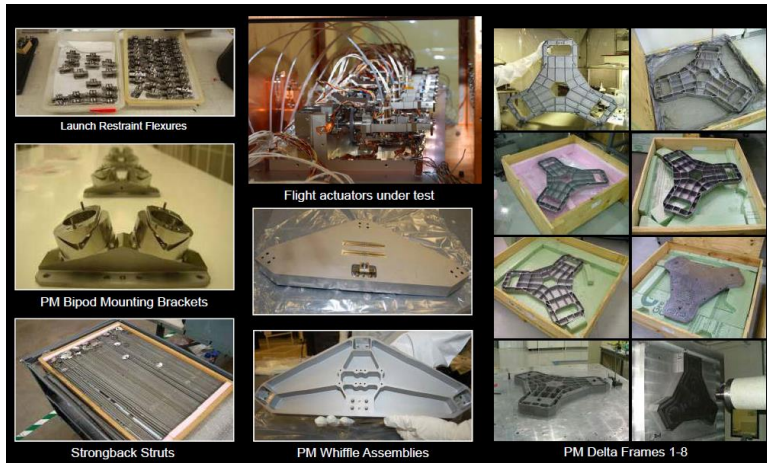 Launch Restraint Flexures
PM Bipod Mounting Brackets
Strongback Struts
Flight actuators under test
PM Whiffle Assemblies
PM Delta Frames 1-8